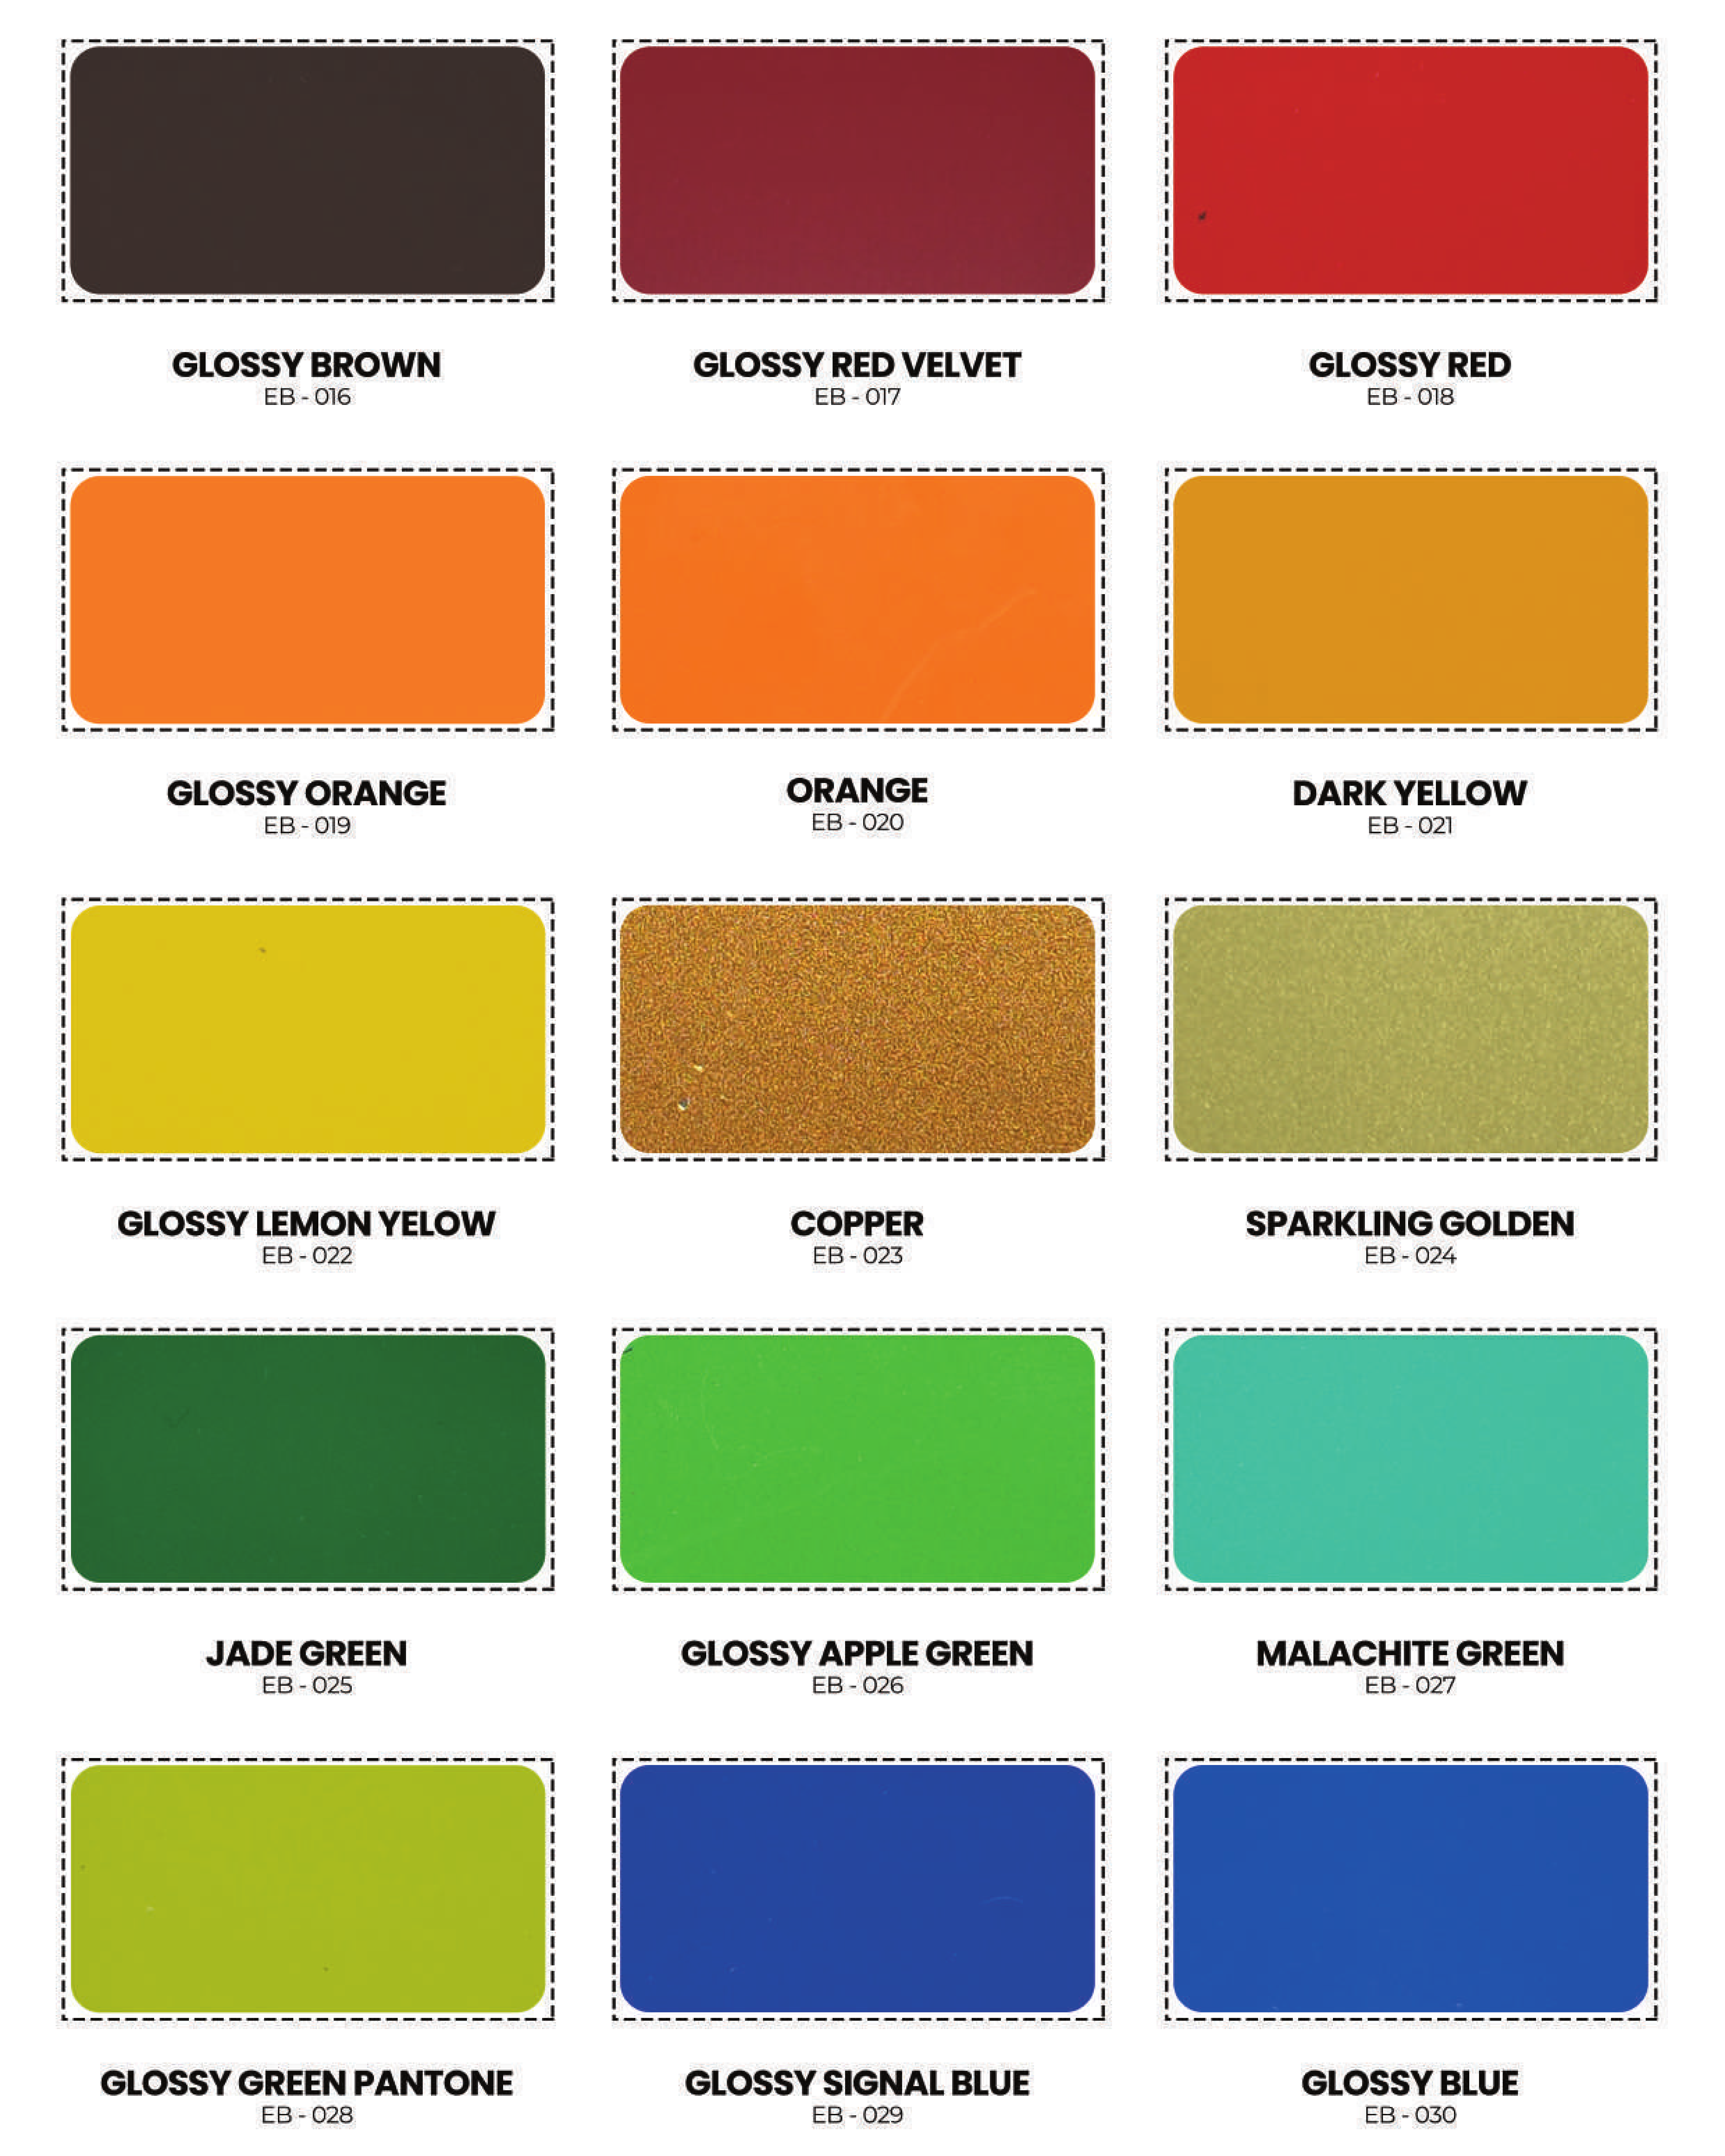 GLOSSY BROWN
EB - 016
GLOSSY RED VELVET
EB - 017
GLOSSY RED
EB - 018
GLOSSY ORANGE
EB - 019
ORANGE
EB - 020
DARK YELLOW
EB - 021
GLOSSY LEMON YELOW
EB - 022
COPPER
EB - 023
SPARKLING GOLDEN
EB - 024
JADE GREEN
EB - 025
GLOSSY APPLE GREEN
EB - 026
MALACHITE GREEN
EB - 027
GLOSSY GREEN PANTONE
EB - 028
GLOSSY SIGNAL BLUE
EB - 029
GLOSSY BLUE
EB - 030